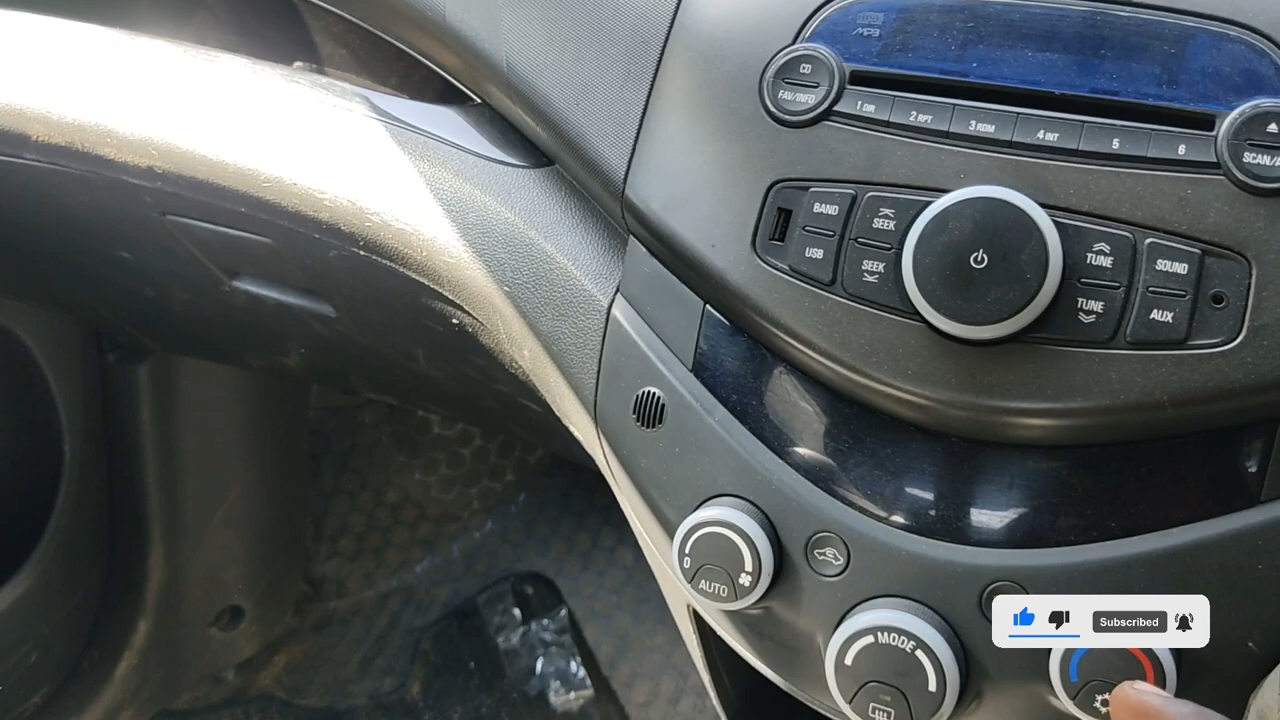 MP3
CD
FAV/INFO
1 DIR
2 RPT
3 RDM
4 INT
5
6
SCAN/A
BAND
USB
SEEK
SEEK
TUNE
TUNE
SOUND
AUX
0
AUTO
MODE
Subscribed